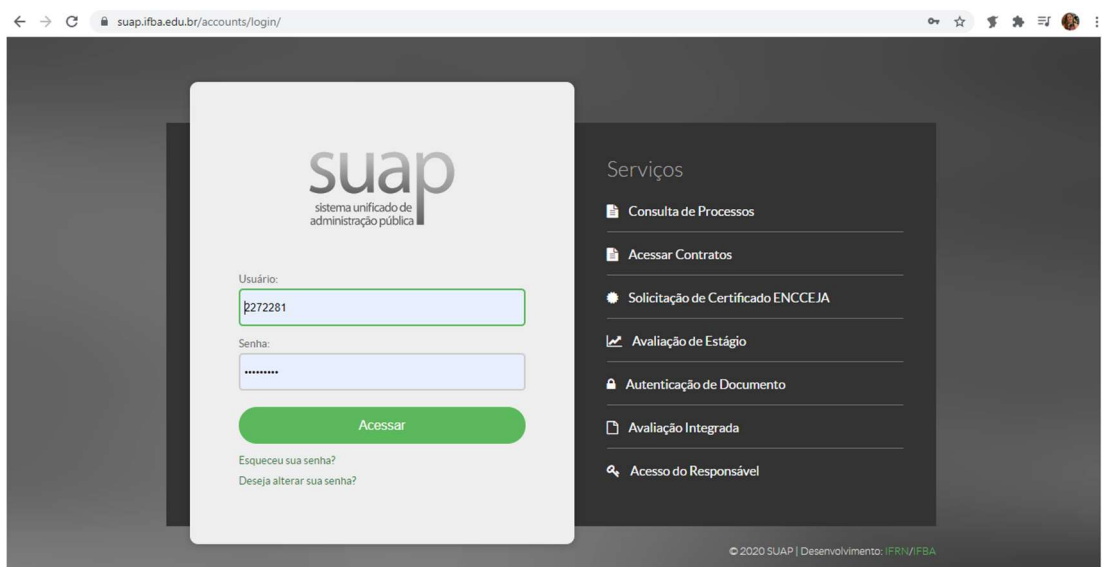 suap.ifba.edu.br/accounts/login/
suap
sistema unificado de
administração pública
Usuário:
2272281
Senha:
•••••••••
Acessar
Esqueceu sua senha?
Deseja alterar sua senha?
Serviços
Consulta de Processos
Acessar Contratos
Solicitação de Certificado ENCCEJA
Avaliação de Estágio
Autenticação de Documento
Avaliação Integrada
Acesso do Responsável
© 2020 SUAP | Desenvolvimento: IFRN/IFBA